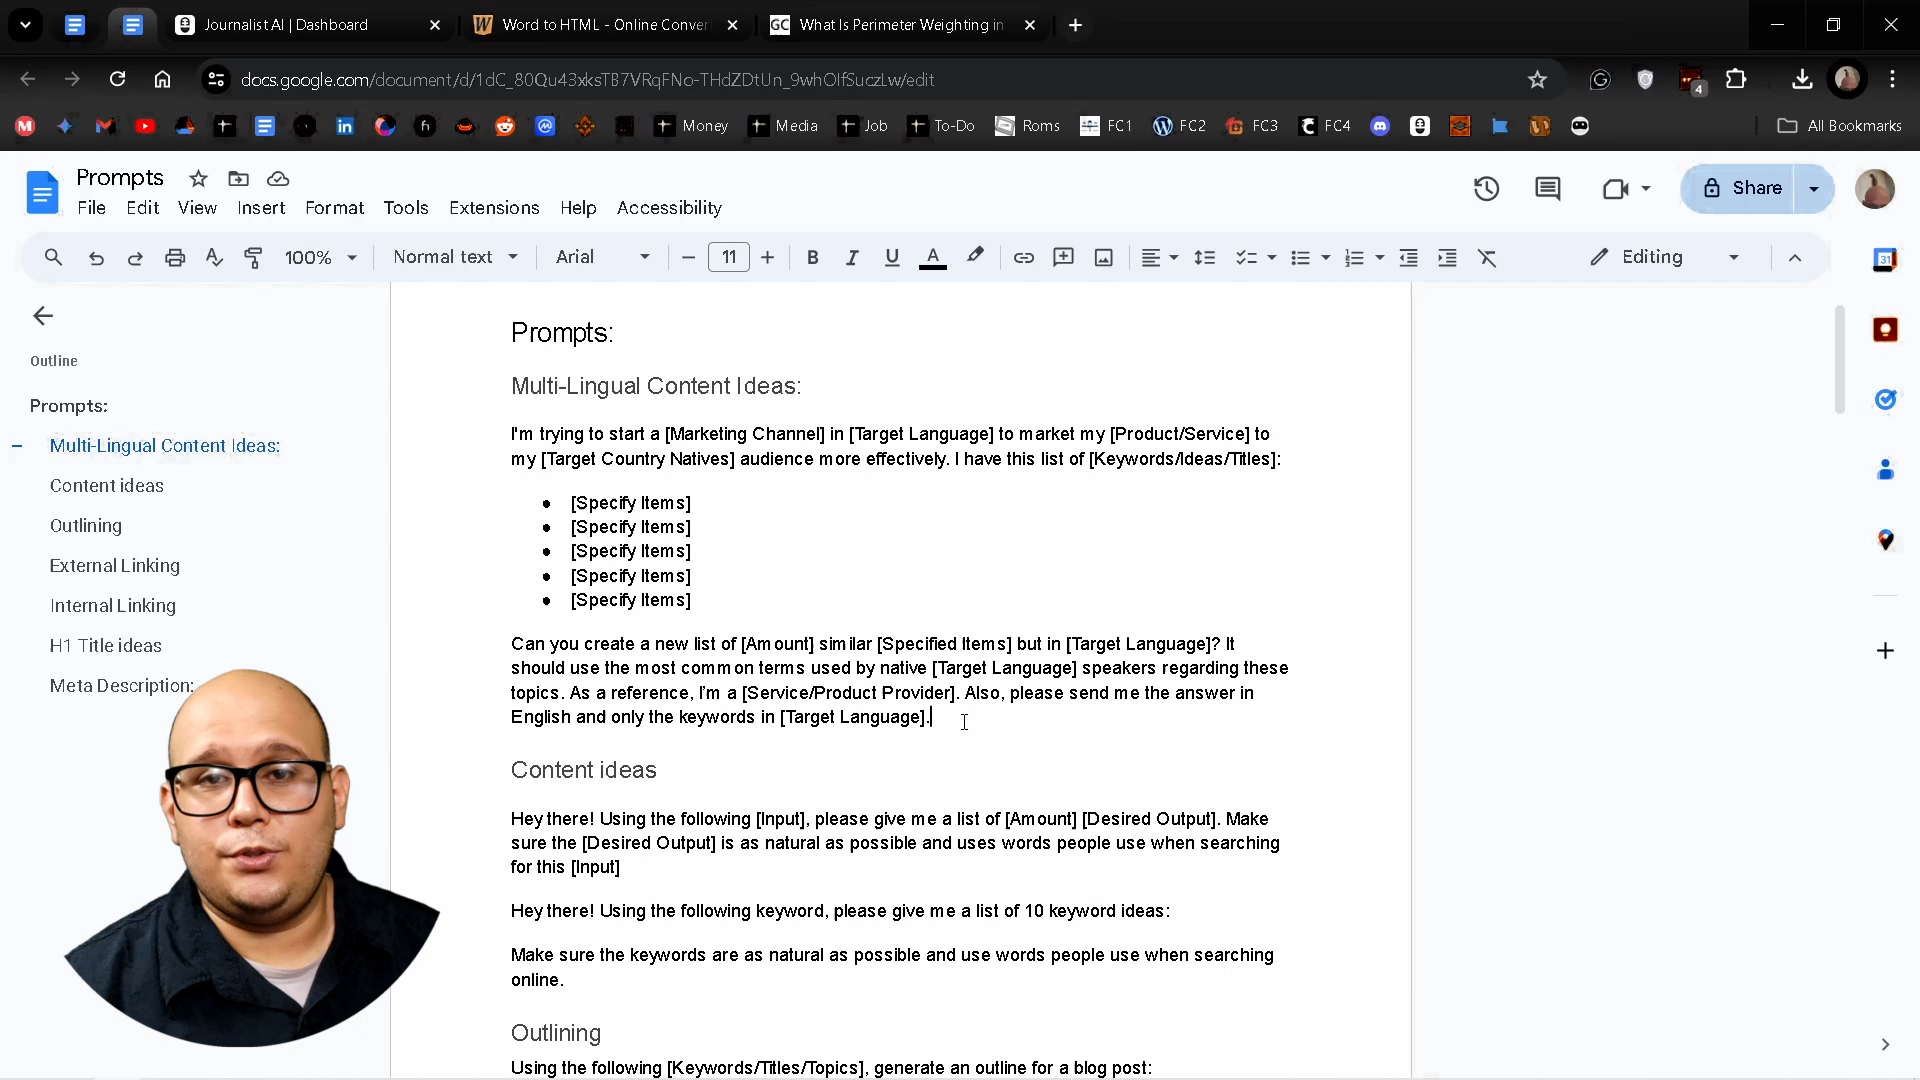 Journalist AI | Dashboard
Word to HTML - Online Conver
GC What Is Perimeter Weighting in
docs.google.com/document/d/1dC_80Qu43xksTB7VRqFNo-THdZDtUn_9whOlfSuczLw/edit
4
Money
Media
Job
To-Do
Roms
FC1
FC2
FC3
FC4
All Bookmarks
Prompts
File Edit View Insert Format Tools Extensions Help Accessibility
Share
100% Normal text Arial 11 B I U A Editing
31
Outline
Prompts:
Multi-Lingual Content Ideas:
Content ideas
Outlining
External Linking
Internal Linking
H1 Title ideas
Meta Description:
Prompts:
Multi-Lingual Content Ideas:
I'm trying to start a [Marketing Channel] in [Target Language] to market my [Product/Service] to
my [Target Country Natives] audience more effectively. I have this list of [Keywords/Ideas/Titles]:
● [Specify Items]
● [Specify Items]
● [Specify Items]
● [Specify Items]
● [Specify Items]
Can you create a new list of [Amount] similar [Specified Items] but in [Target Language]? It
should use the most common terms used by native [Target Language] speakers regarding these
topics. As a reference, I'm a [Service/Product Provider]. Also, please send me the answer in
English and only the keywords in [Target Language].
Content ideas
Hey there! Using the following [Input], please give me a list of [Amount] [Desired Output]. Make
sure the [Desired Output] is as natural as possible and uses words people use when searching
for this [Input]
Hey there! Using the following keyword, please give me a list of 10 keyword ideas:
Make sure the keywords are as natural as possible and use words people use when searching
online.
Outlining
Using the following [Keywords/Titles/Topics], generate an outline for a blog post: